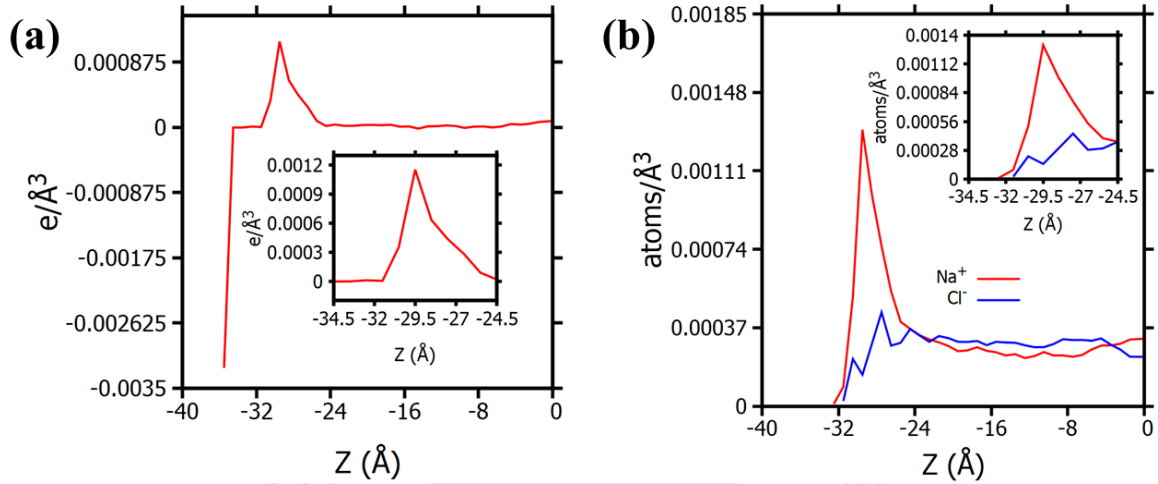 (a)
e/Å³
0.000875
0
-0.000875
-0.00175
-0.002625
-0.0035
-40 -32 -24 -16 -8 0
Z (Å)
e/Å³
0.0012
0.0009
0.0006
0.0003
0
-34.5 -32 -29.5 -27 -24.5
Z (Å)
(b)
atoms/Å³
0.00185
0.00148
0.00111
0.00074
0.00037
0
-40 -32 -24 -16 -8 0
Z (Å)
atoms/Å³
0.0014
0.00112
0.00084
0.00056
0.00028
0
-34.5 -32 -29.5 -27 -24.5
Z (Å)
Na⁺
Cl⁻